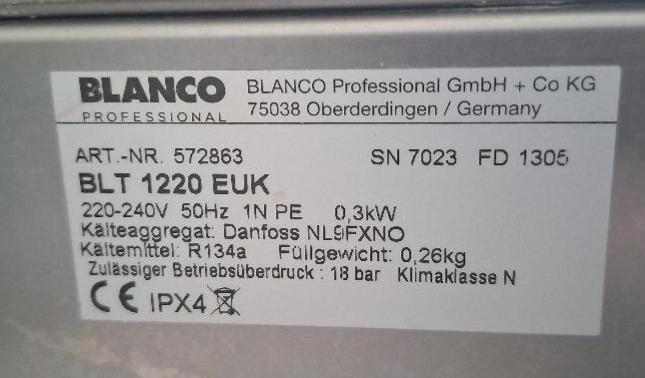 BLANCO
PROFESSIONAL
BLANCO Professional GmbH + Co KG
75038 Oberderdingen / Germany
ART.-NR. 572863 SN 7023 FD 1305
BLT 1220 EUK
220-240V 50Hz 1N PE 0,3kW
Kälteaggregat: Danfoss NL9FXNO
Kältemittel: R134a Füllgewicht: 0,26kg
Zulässiger Betriebsüberdruck : 18 bar Klimaklasse N
CE IPX4